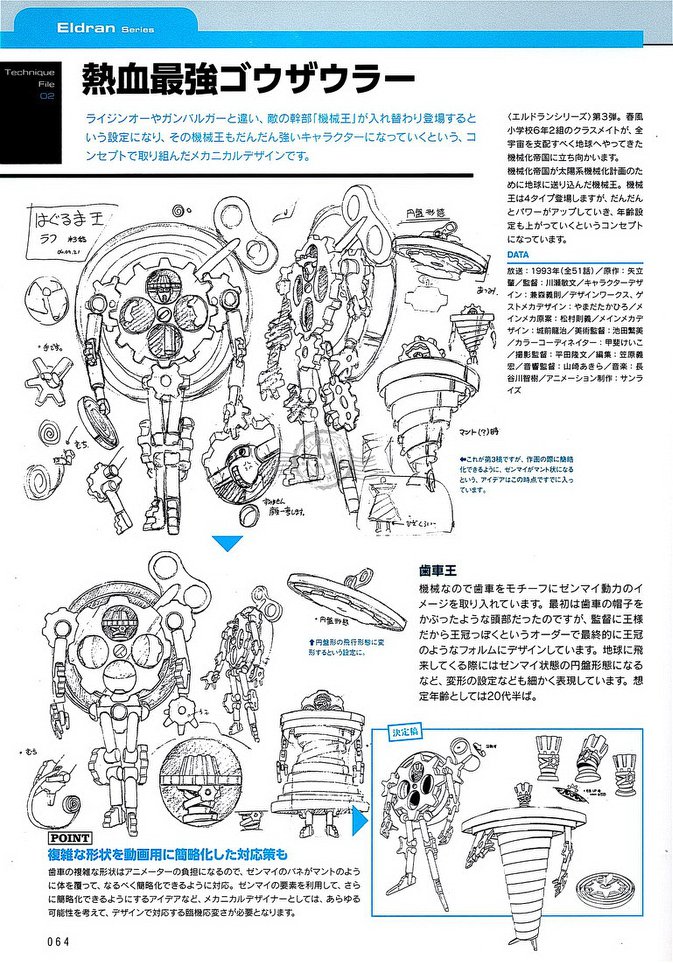 Eldran Series
Technique
File
02
熱血最強ゴウザウラー
ライジンオーやガンバルガーと違い、敵の幹部「機械王」が入れ替わり登場すると
いう設定になり、その機械王もだんだん強いキャラクターになっていくという、コ
ンセプトで取り組んだメカニカルデザインです。
〈エルドランシリーズ〉第3弾。春風
小学校6年2組のクラスメイトが、全
宇宙を支配すべく地球へやってきた
機械化帝国に立ち向かいます。
機械化帝国が太陽系機械化計画のた
めに地球に送り込んだ機械王。機械
王は4タイプ登場しますが、だんだん
とパワーがアップしていき、年齢設
定も上がっていくというコンセプト
になっています。
DATA
放送：1993年(全51話)／原作：矢立
肇／監督：川瀬敏文／キャラクターデザ
イン：兼森義則／デザインワークス、ゲ
ストメカデザイン：やまだたかひろ／メ
インメカ原案：松村剛義／メインメカデ
ザイン：城前龍治／美術監督：池田繁美
／カラーコーディネイター：甲斐けいこ
／撮影監督：平田隆文／編集：笠原義
宏／音響監督：山崎あきら／音楽：長
谷川智樹／アニメーション制作：サンラ
イズ
はぐるま王
ラフ
円盤形態
マント(?)時
⬅これが第3稿ですが、作画の際に簡略
化できるように、ゼンマイがマント状になる
という、アイデアはこの時点ですでに入っ
ています。
むち
歯車王
機械なので歯車をモチーフにゼンマイ動力のイ
メージを取り入れています。最初は歯車の帽子を
かぶったような頭部だったのですが、監督に王様
だから王冠っぽくというオーダーで最終的に王冠
のようなフォルムにデザインしています。地球に飛
来してくる際にはゼンマイ状態の円盤形態になる
など、変形の設定なども細かく表現しています。想
定年齢としては20代半ば。
・円盤形態
⬆円盤形の飛行形態に変
形するという設定に。
・むち
決定稿
POINT
複雑な形状を動画用に簡略化した対応策も
歯車の複雑な形状はアニメーターの負担になるので、ゼンマイのバネがマントのよう
に体を覆って、なるべく簡略化できるように対応。ゼンマイの要素を利用して、さら
に簡略化できるようにするアイデアなど、メカニカルデザイナーとしては、あらゆる
可能性を考えて、デザインで対応する臨機応変さが必要となります。
064